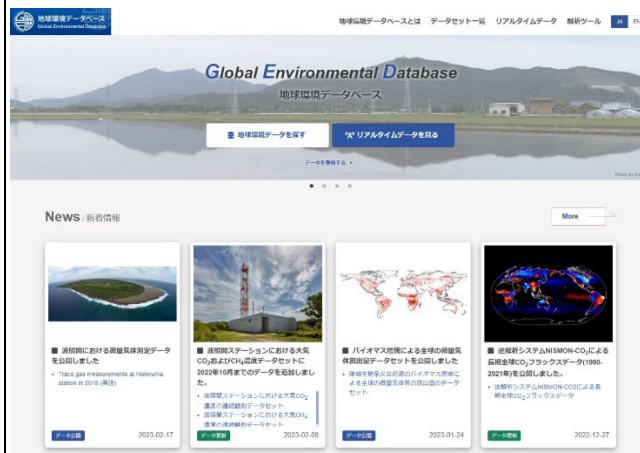 地球環境データベース
Global Environmental Database
地球環境データベースとは データセット一覧 リアルタイムデータ 解析ツール JA EN
Global Environmental Database
地球環境データベース
地球環境データを探す
リアルタイムデータを見る
データを登録する
News / 新着情報
More
波照間における微量気体測定データを公開しました
Trace gas measurements at Hateruma station in 2016 (英語)
データ公開 2023-02-17
波照間ステーションにおける大気
CO₂およびCH₄濃度データセットに
2022年10月までのデータを追加しまし
た。
波照間ステーションにおける大気CO₂
濃度の連続観測データセット
波照間ステーションにおける大気CH₄
濃度の連続観測データセット
データ更新 2023-02-08
バイオマス燃焼による全球の微量気
体放出量データセットを公開しました
陸域生態系火災起源のバイオマス燃焼に
よる全球の微量気体等の放出量のデータ
セット
データ公開 2023-01-24
逆解析システムNISMON-CO₂による
長期全球CO₂フラックスデータ(1990-
2021年)を公開しました。
逆解析システムNISMON-CO2による長
期全球CO₂フラックスデータ
データ更新 2022-12-27